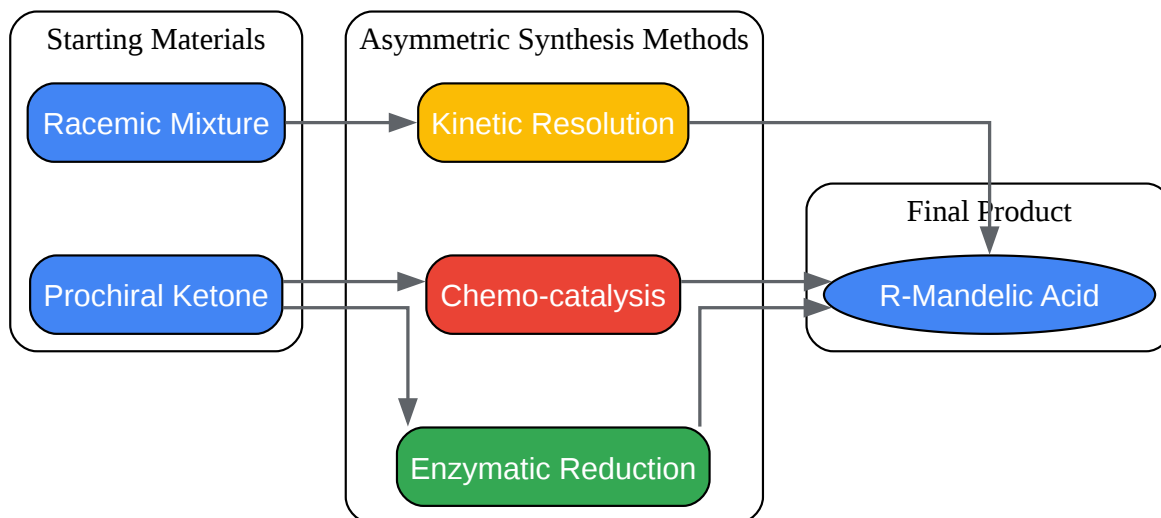 Starting Materials
Asymmetric Synthesis Methods
Racemic Mixture
Kinetic Resolution
Final Product
Prochiral Ketone
Chemo-catalysis
R-Mandelic Acid
Enzymatic Reduction